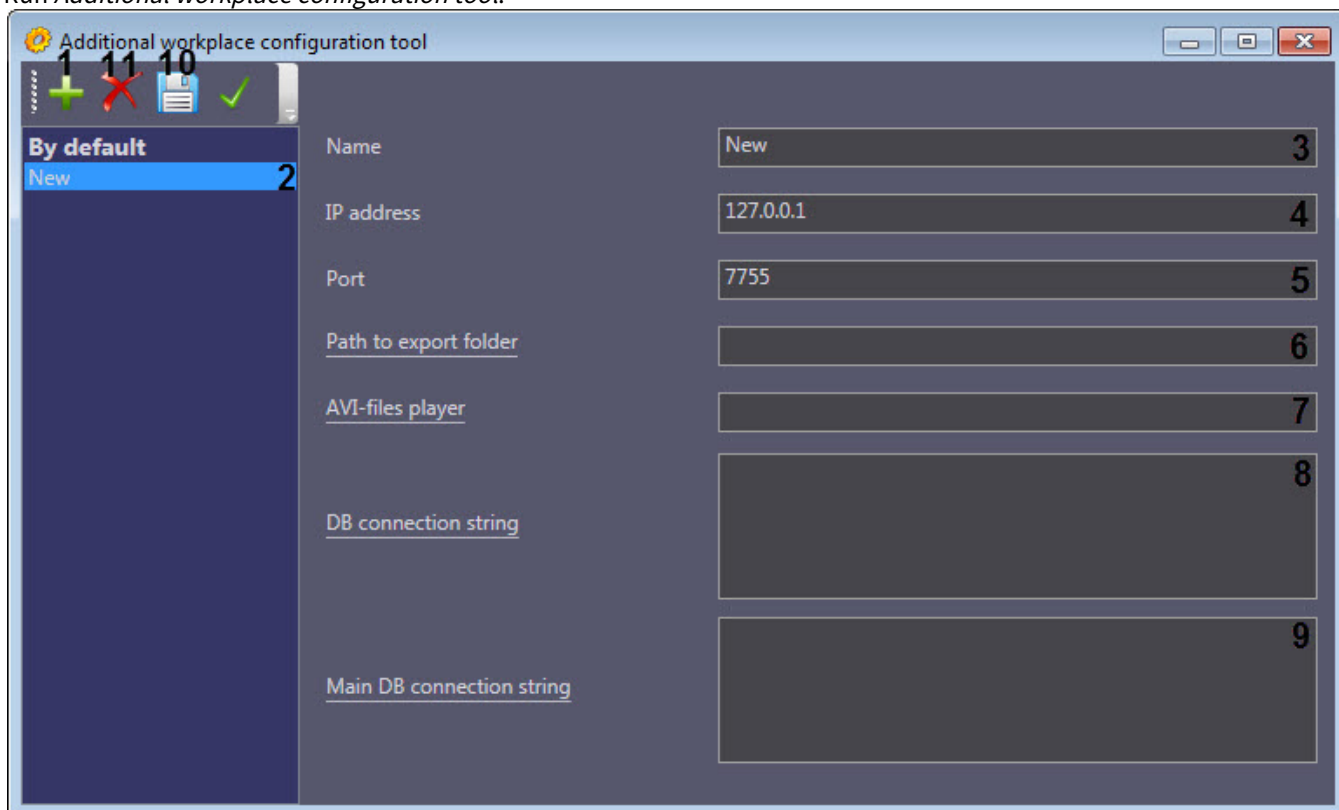 Run Additional workplace configuration tool.
Additional workplace configuration tool
1 11 10
By default
New 2
Name New 3
IP address 127.0.0.1 4
Port 7755 5
Path to export folder 6
AVI-files player 7
DB connection string 8
Main DB connection string 9